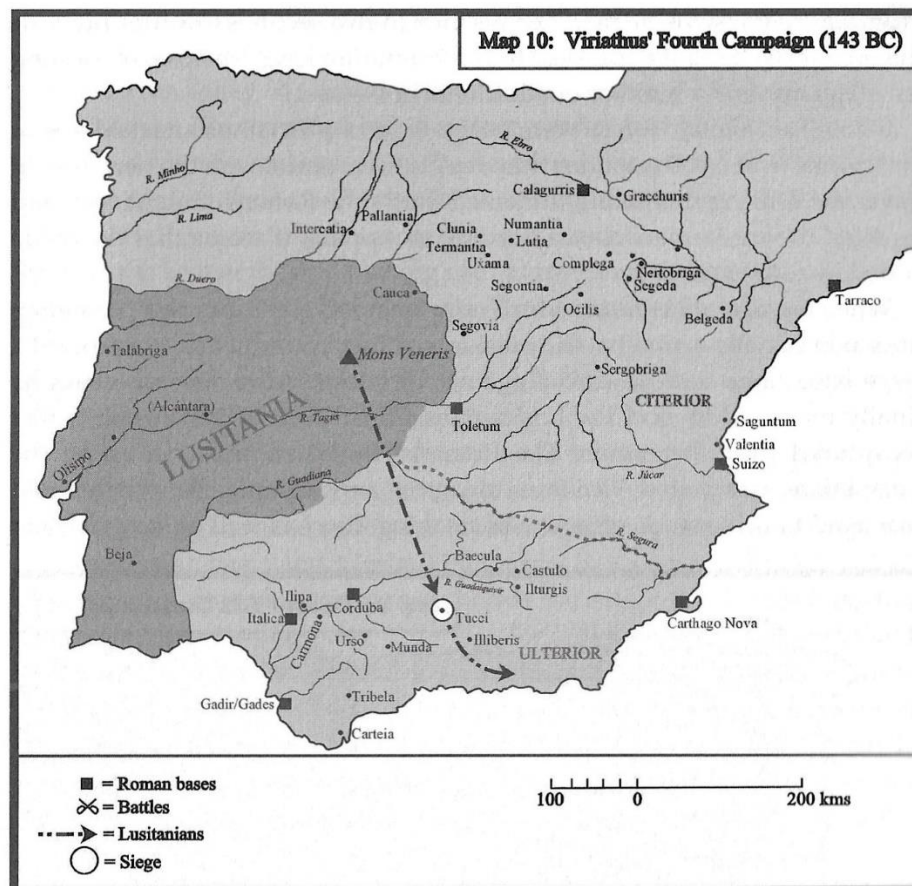 Map 10: Viriathus' Fourth Campaign (143 BC)
R. Ebro
R. Minho
Calagurris
Gracchuris
R. Lima
Pallantia
Intercatia
Clunia
Numantia
Termantia
Lutia
Uxama
Complega
Nertobriga
Segeda
R. Duero
Cauca
Segontia
Ocilis
Tarraco
Belgeda
Segovia
Talabriga
Mons Veneris
Sergobriga
(Alcántara)
LUSITANIA
R. Tagus
CITERIOR
Toletum
Saguntum
Valentia
Suizo
Olisipo
R. Guadiana
R. Júcar
R. Segura
Beja
Baecula
Castulo
R. Guadalquivir
Iturgis
Ilipa
Corduba
Tucci
Carthago Nova
Italica
Carmona
Urso
Munda
Illiberis
ULTERIOR
Gadir/Gades
Tribela
Carteia
= Roman bases
= Battles
= Lusitanians
= Siege
100 0 200 kms